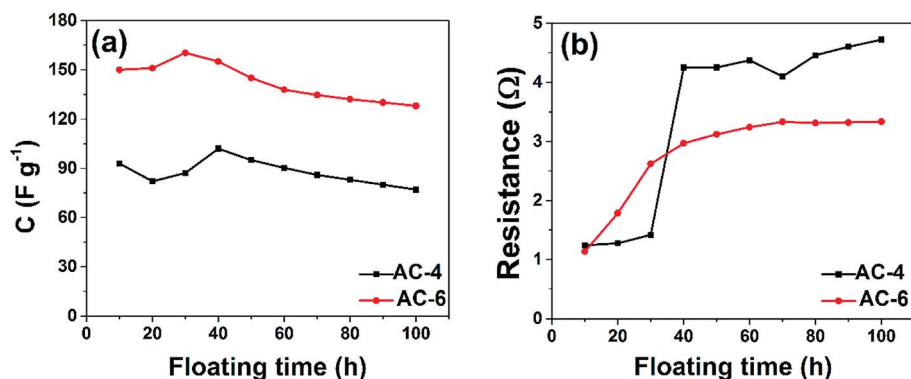 (a)
C (F g⁻¹)
180
150
120
90
60
30
0
AC-4
AC-6
0 20 40 60 80 100
Floating time (h)
(b)
Resistance (Ω)
5
4
3
2
1
0
AC-4
AC-6
0 20 40 60 80 100
Floating time (h)